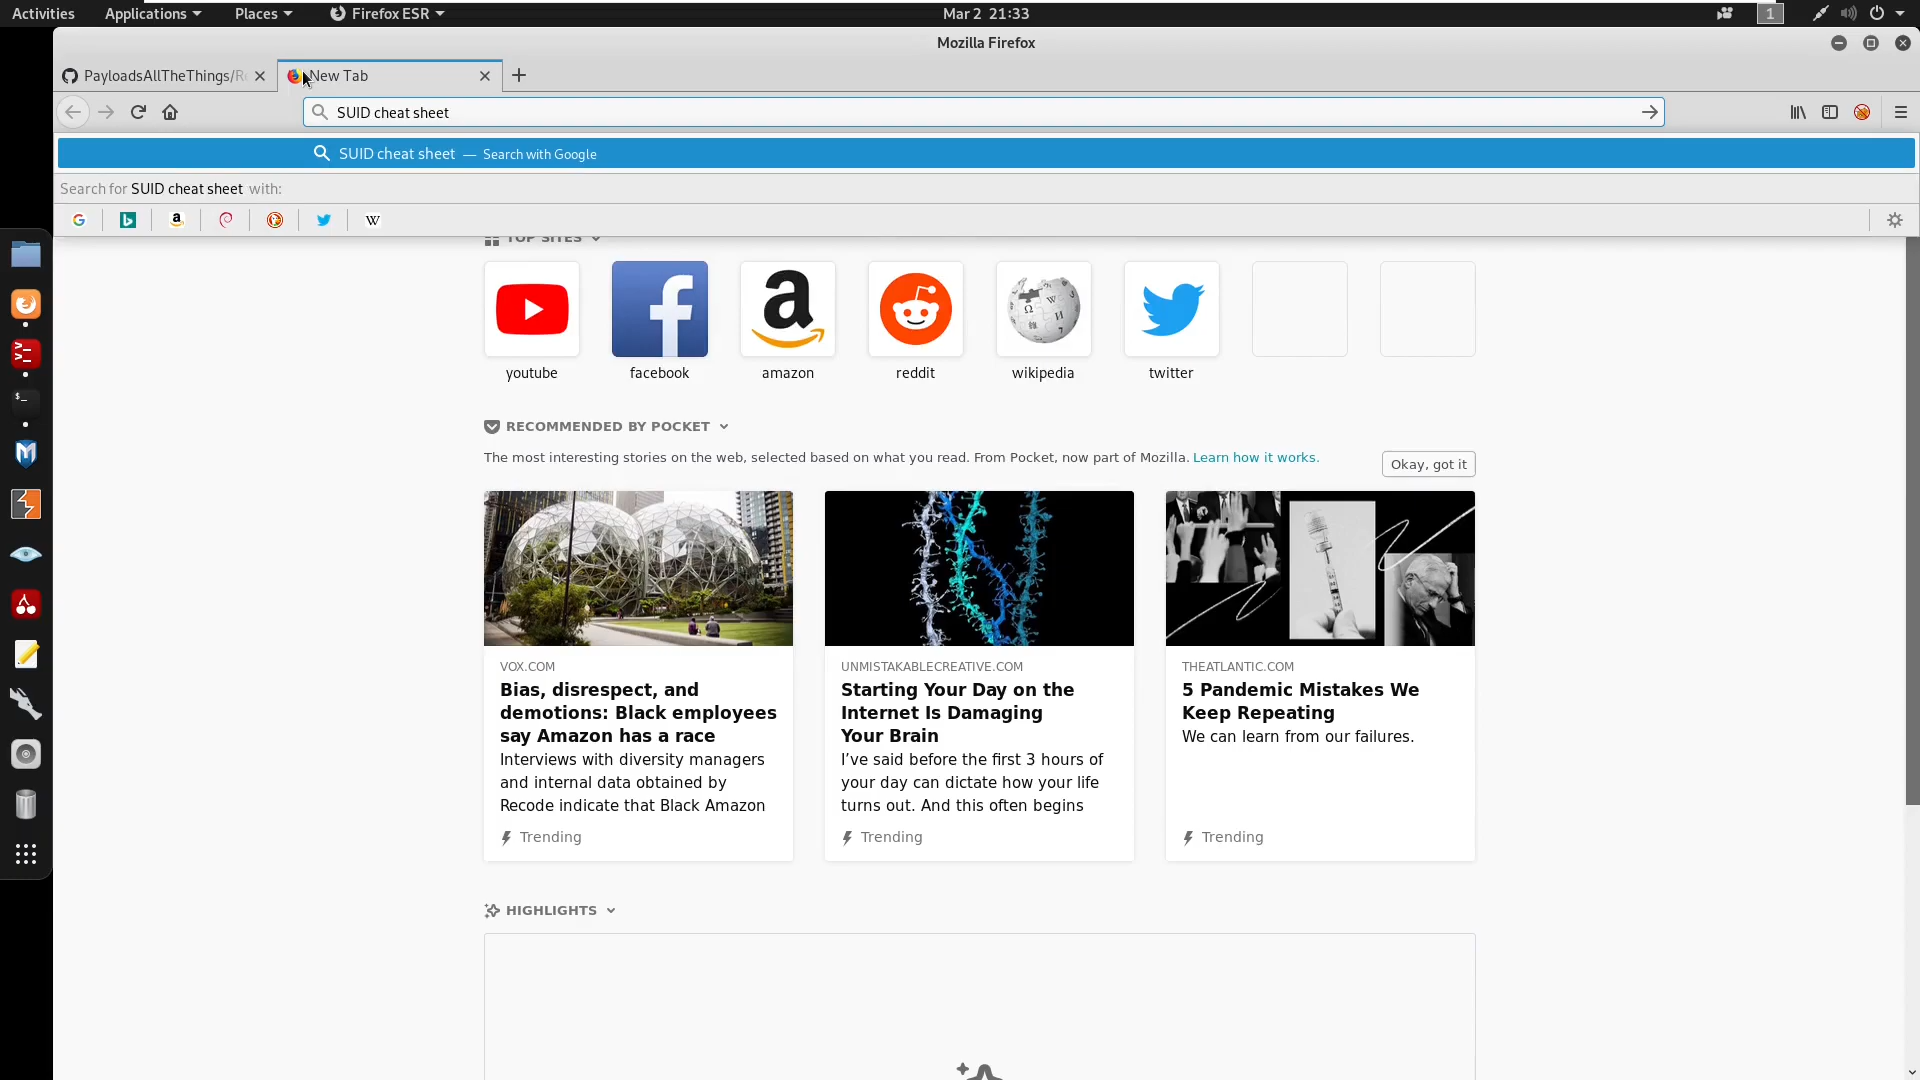 Activities Applications Places Firefox ESR Mar 2 21:33 1
Mozilla Firefox
PayloadsAllTheThings/R New Tab
SUID cheat sheet
SUID cheat sheet — Search with Google
Search for SUID cheat sheet with:
TOP SITES
youtube facebook amazon reddit wikipedia twitter
RECOMMENDED BY POCKET
The most interesting stories on the web, selected based on what you read. From Pocket, now part of Mozilla. Learn how it works.
Okay, got it
VOX.COM
Bias, disrespect, and
demotions: Black employees
say Amazon has a race
Interviews with diversity managers
and internal data obtained by
Recode indicate that Black Amazon
Trending
UNMISTAKABLECREATIVE.COM
Starting Your Day on the
Internet Is Damaging
Your Brain
I’ve said before the first 3 hours of
your day can dictate how your life
turns out. And this often begins
Trending
THEATLANTIC.COM
5 Pandemic Mistakes We
Keep Repeating
We can learn from our failures.
Trending
HIGHLIGHTS